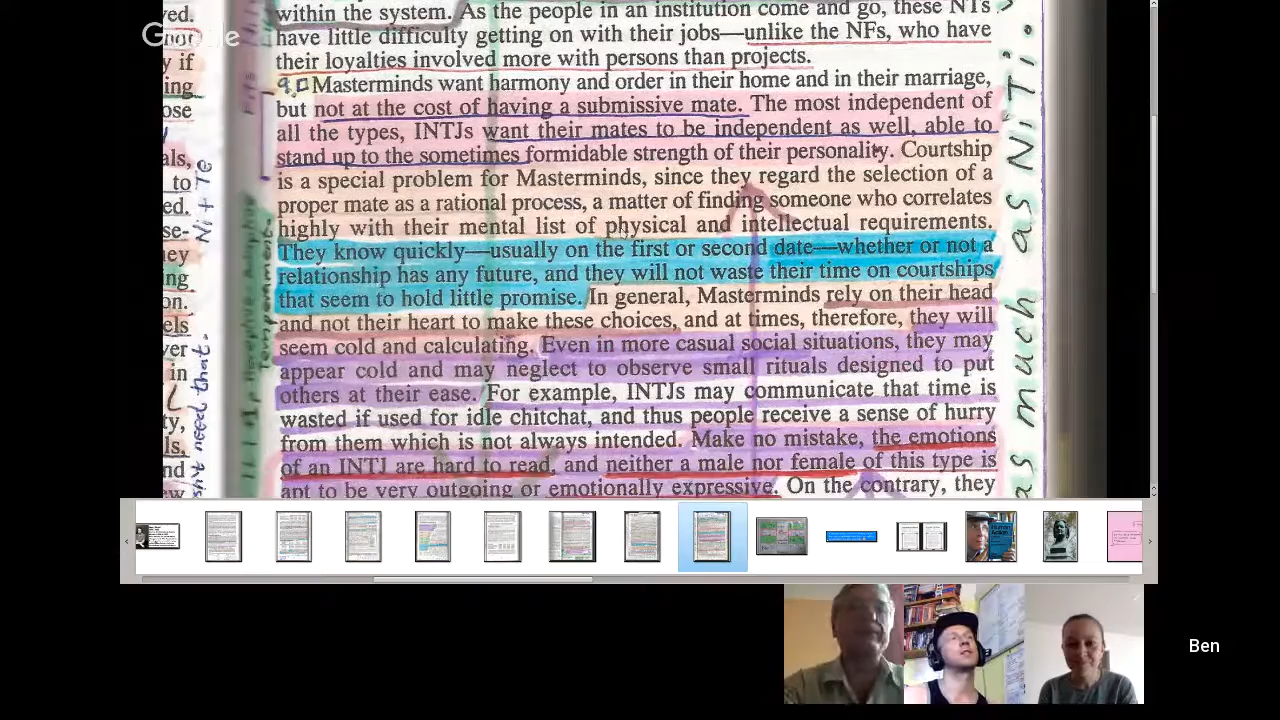 Google
within the system. As the people in an institution come and go, these NTs
have little difficulty getting on with their jobs—unlike the NFs, who have
their loyalties involved more with persons than projects.
Masterminds want harmony and order in their home and in their marriage,
but not at the cost of having a submissive mate. The most independent of
all the types, INTJs want their mates to be independent as well, able to
stand up to the sometimes formidable strength of their personality. Courtship
is a special problem for Masterminds, since they regard the selection of a
proper mate as a rational process, a matter of finding someone who correlates
highly with their mental list of physical and intellectual requirements.
They know quickly—usually on the first or second date—whether or not a
relationship has any future, and they will not waste their time on courtships
that seem to hold little promise. In general, Masterminds rely on their head
and not their heart to make these choices, and at times, therefore, they will
seem cold and calculating. Even in more casual social situations, they may
appear cold and may neglect to observe small rituals designed to put
others at their ease. For example, INTJs may communicate that time is
wasted if used for idle chitchat, and thus people receive a sense of hurry
from them which is not always intended. Make no mistake, the emotions
of an INTJ are hard to read, and neither a male nor female of this type is
apt to be very outgoing or emotionally expressive. On the contrary, they
ose
to
ed.
in
Ni + Te
need that.
Temperament.
as much as NiTi.
Ben